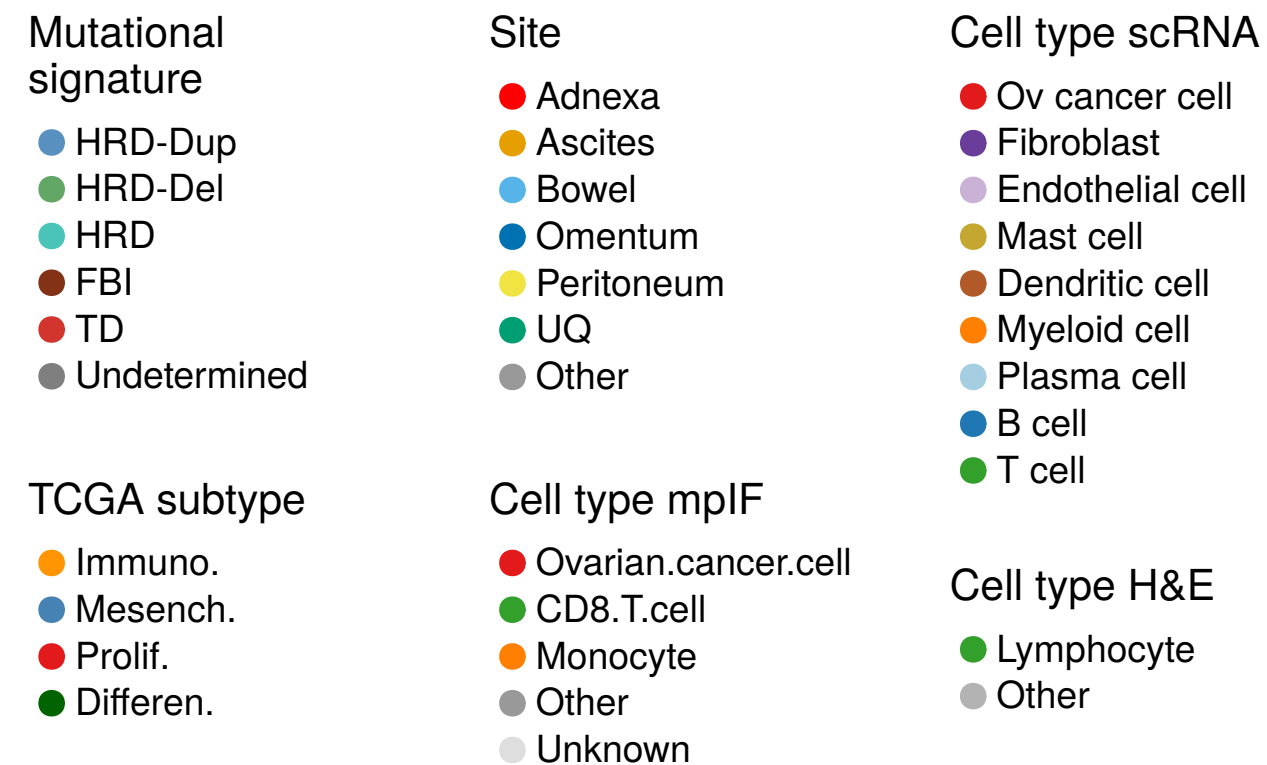 Mutational
signature
HRD-Dup
HRD-Del
HRD
FBI
TD
Undetermined
TCGA subtype
Immuno.
Mesench.
Prolif.
Differen.
Site
Adnexa
Ascites
Bowel
Omentum
Peritoneum
UQ
Other
Cell type mpIF
Ovarian.cancer.cell
CD8.T.cell
Monocyte
Other
Unknown
Cell type scRNA
Ov cancer cell
Fibroblast
Endothelial cell
Mast cell
Dendritic cell
Myeloid cell
Plasma cell
B cell
T cell
Cell type H&E
Lymphocyte
Other